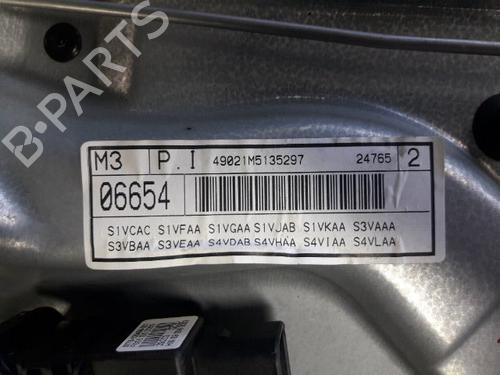 M3 P.I 49021M5135297 24765 2
06654
S1VCAC S1VFAA S1VGAA S1VJAB S1VKAA S3VAAA
S3VBAA S3VEAA S4VDAB S4VHAA S4VIAA S4VLAA
B-PARTS